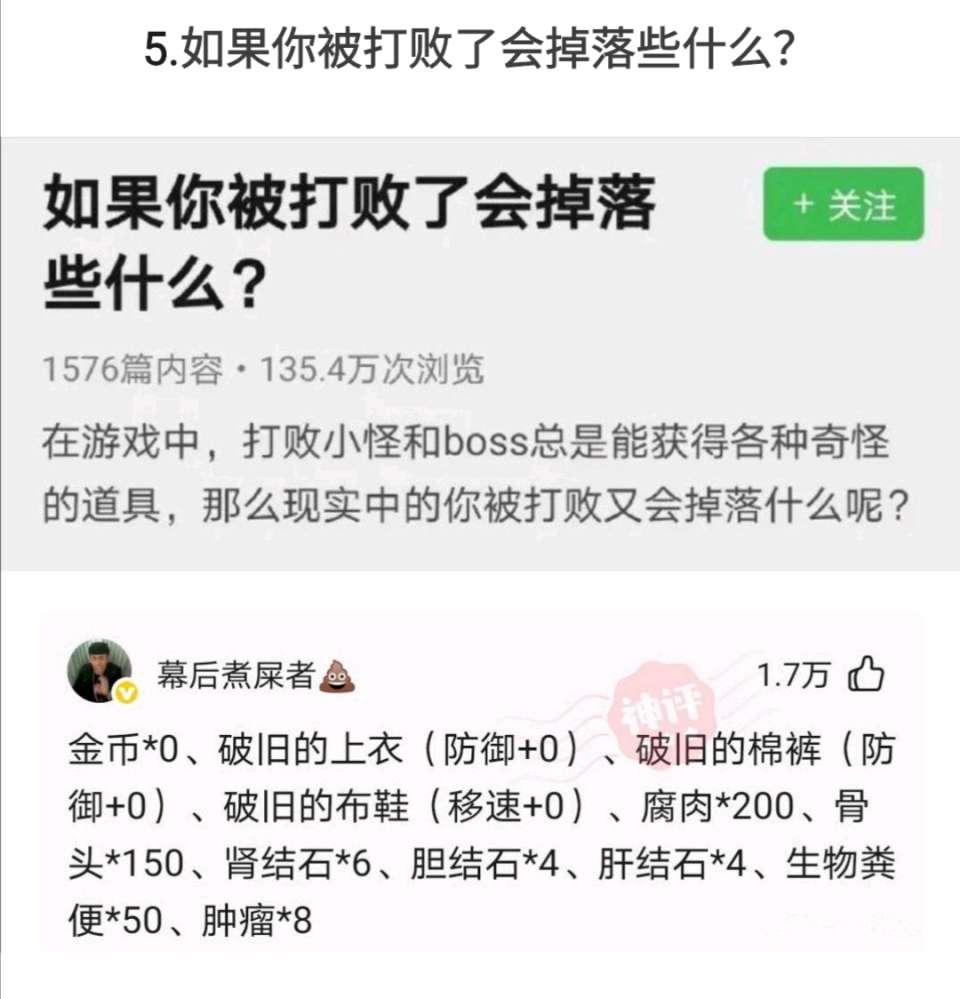 5.如果你被打败了会掉落些什么？
如果你被打败了会掉落
+ 关注
些什么？
1576篇内容・135.4万次浏览
在游戏中，打败小怪和boss总是能获得各种奇怪
的道具，那么现实中的你被打败又会掉落什么呢？
幕后煮屎者💩
1.7万
神评
金币*0、破旧的上衣（防御+0）、破旧的棉裤（防
御+0）、破旧的布鞋（移速+0）、腐肉*200、骨
头*150、肾结石*6、胆结石*4、肝结石*4、生物粪
便*50、肿瘤*8